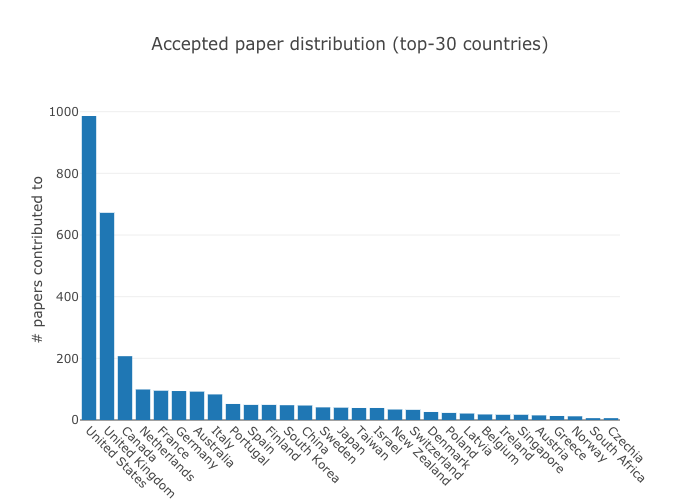 Accepted paper distribution (top-30 countries)
# papers contributed to
1000
800
600
400
200
0
United States
United Kingdom
Canada
Netherlands
France
Germany
Australia
Italy
Portugal
Spain
Finland
South Korea
China
Sweden
Japan
Taiwan
Israel
New Zealand
Switzerland
Denmark
Poland
Latvia
Belgium
Ireland
Singapore
Austria
Greece
Norway
South Africa
Czechia